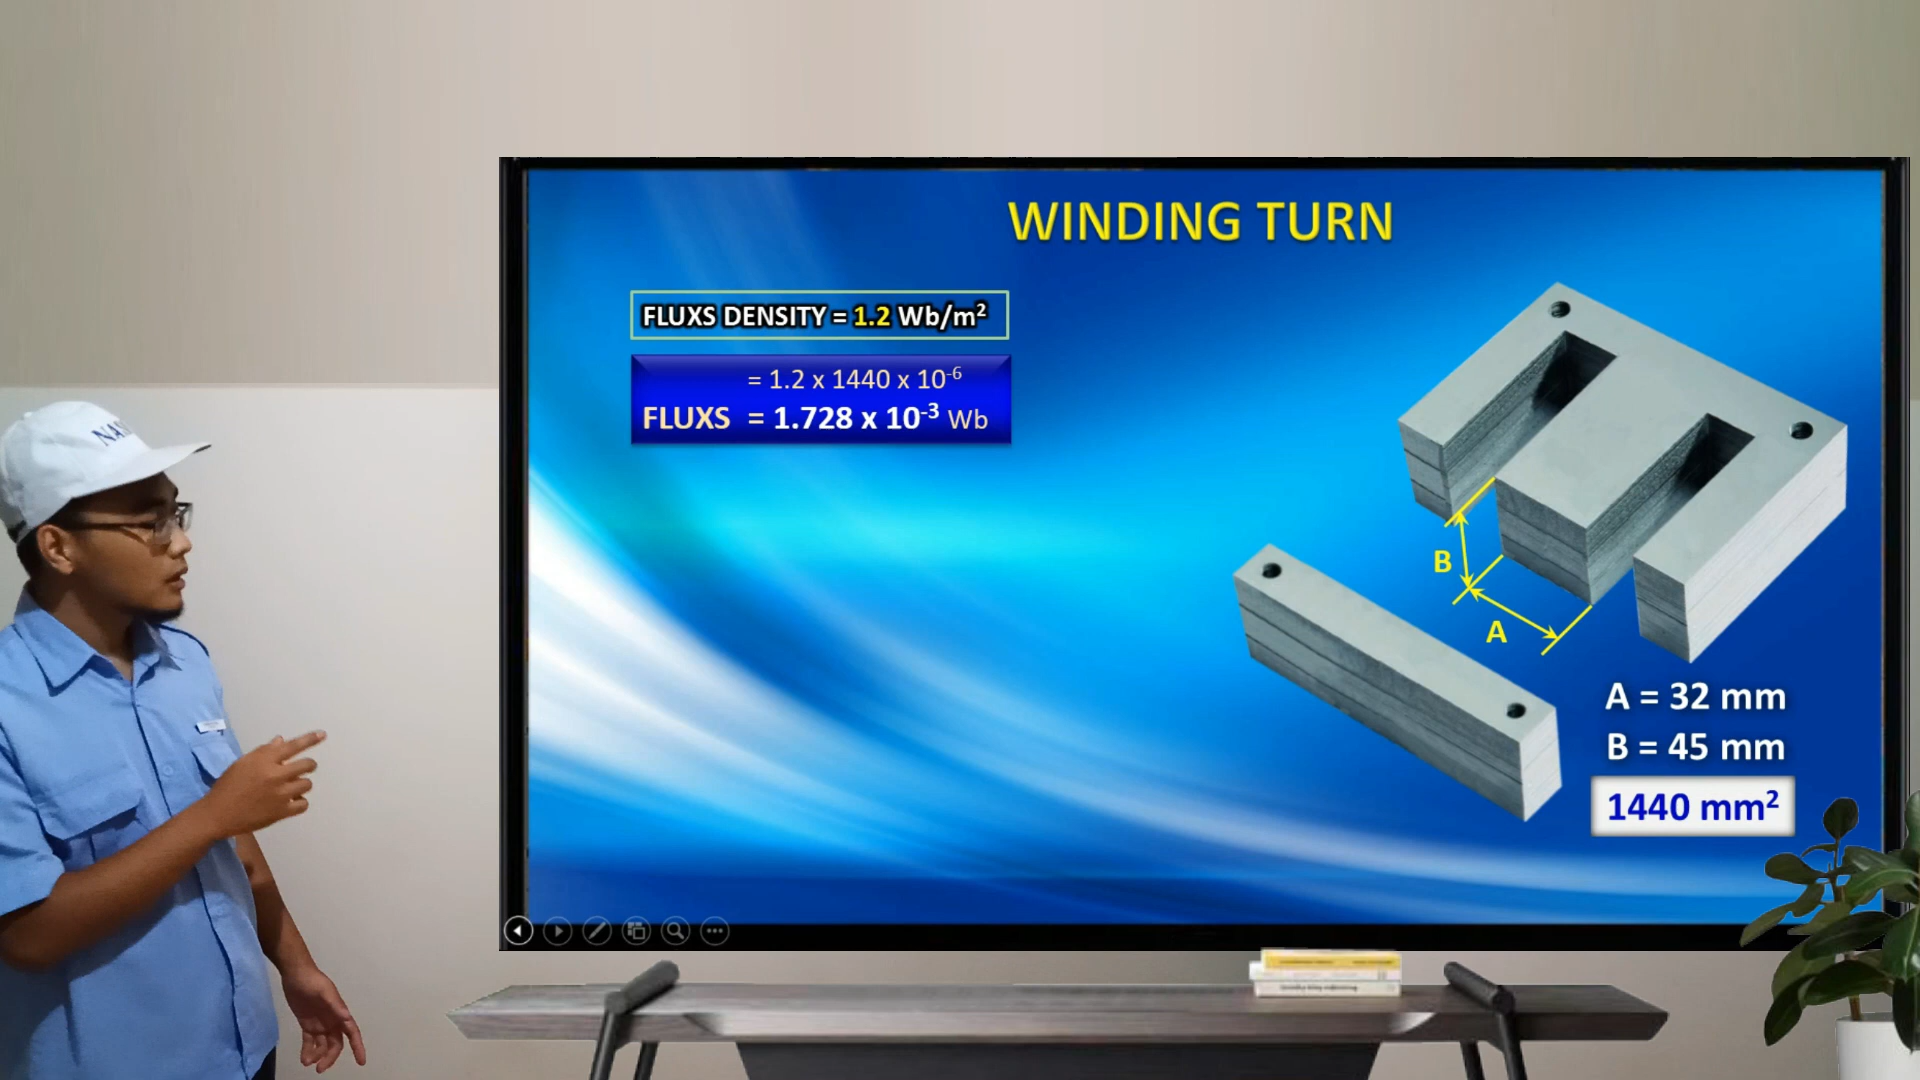 WINDING TURN
FLUXS DENSITY = 1.2 Wb/m²
= 1.2 x 1440 x 10⁻⁶
FLUXS = 1.728 x 10⁻³ Wb
B
A
A = 32 mm
B = 45 mm
1440 mm²